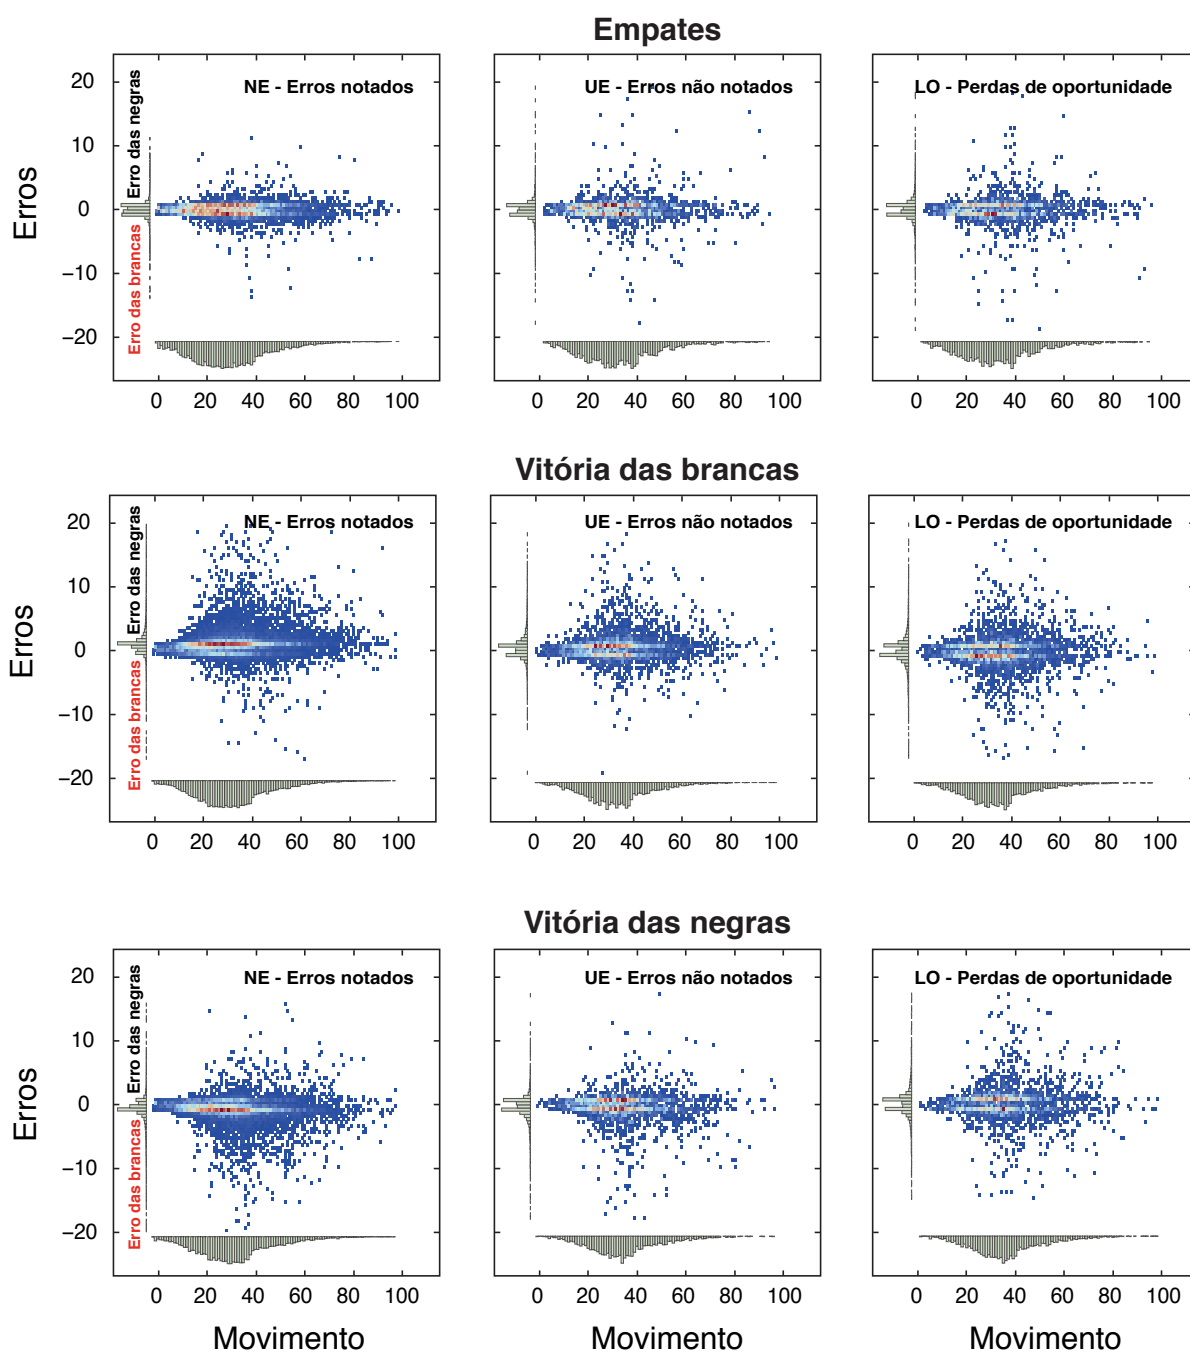 Empates
Erros
20
10
0
−10
−20
Erro das negras
Erro das brancas
NE - Erros notados
UE - Erros não notados
LO - Perdas de oportunidade
0 20 40 60 80 100
0 20 40 60 80 100
0 20 40 60 80 100
Vitória das brancas
Erros
20
10
0
−10
−20
Erro das negras
Erro das brancas
NE - Erros notados
UE - Erros não notados
LO - Perdas de oportunidade
0 20 40 60 80 100
0 20 40 60 80 100
0 20 40 60 80 100
Vitória das negras
Erros
20
10
0
−10
−20
Erro das negras
Erro das brancas
NE - Erros notados
UE - Erros não notados
LO - Perdas de oportunidade
0 20 40 60 80 100
0 20 40 60 80 100
0 20 40 60 80 100
Movimento
Movimento
Movimento